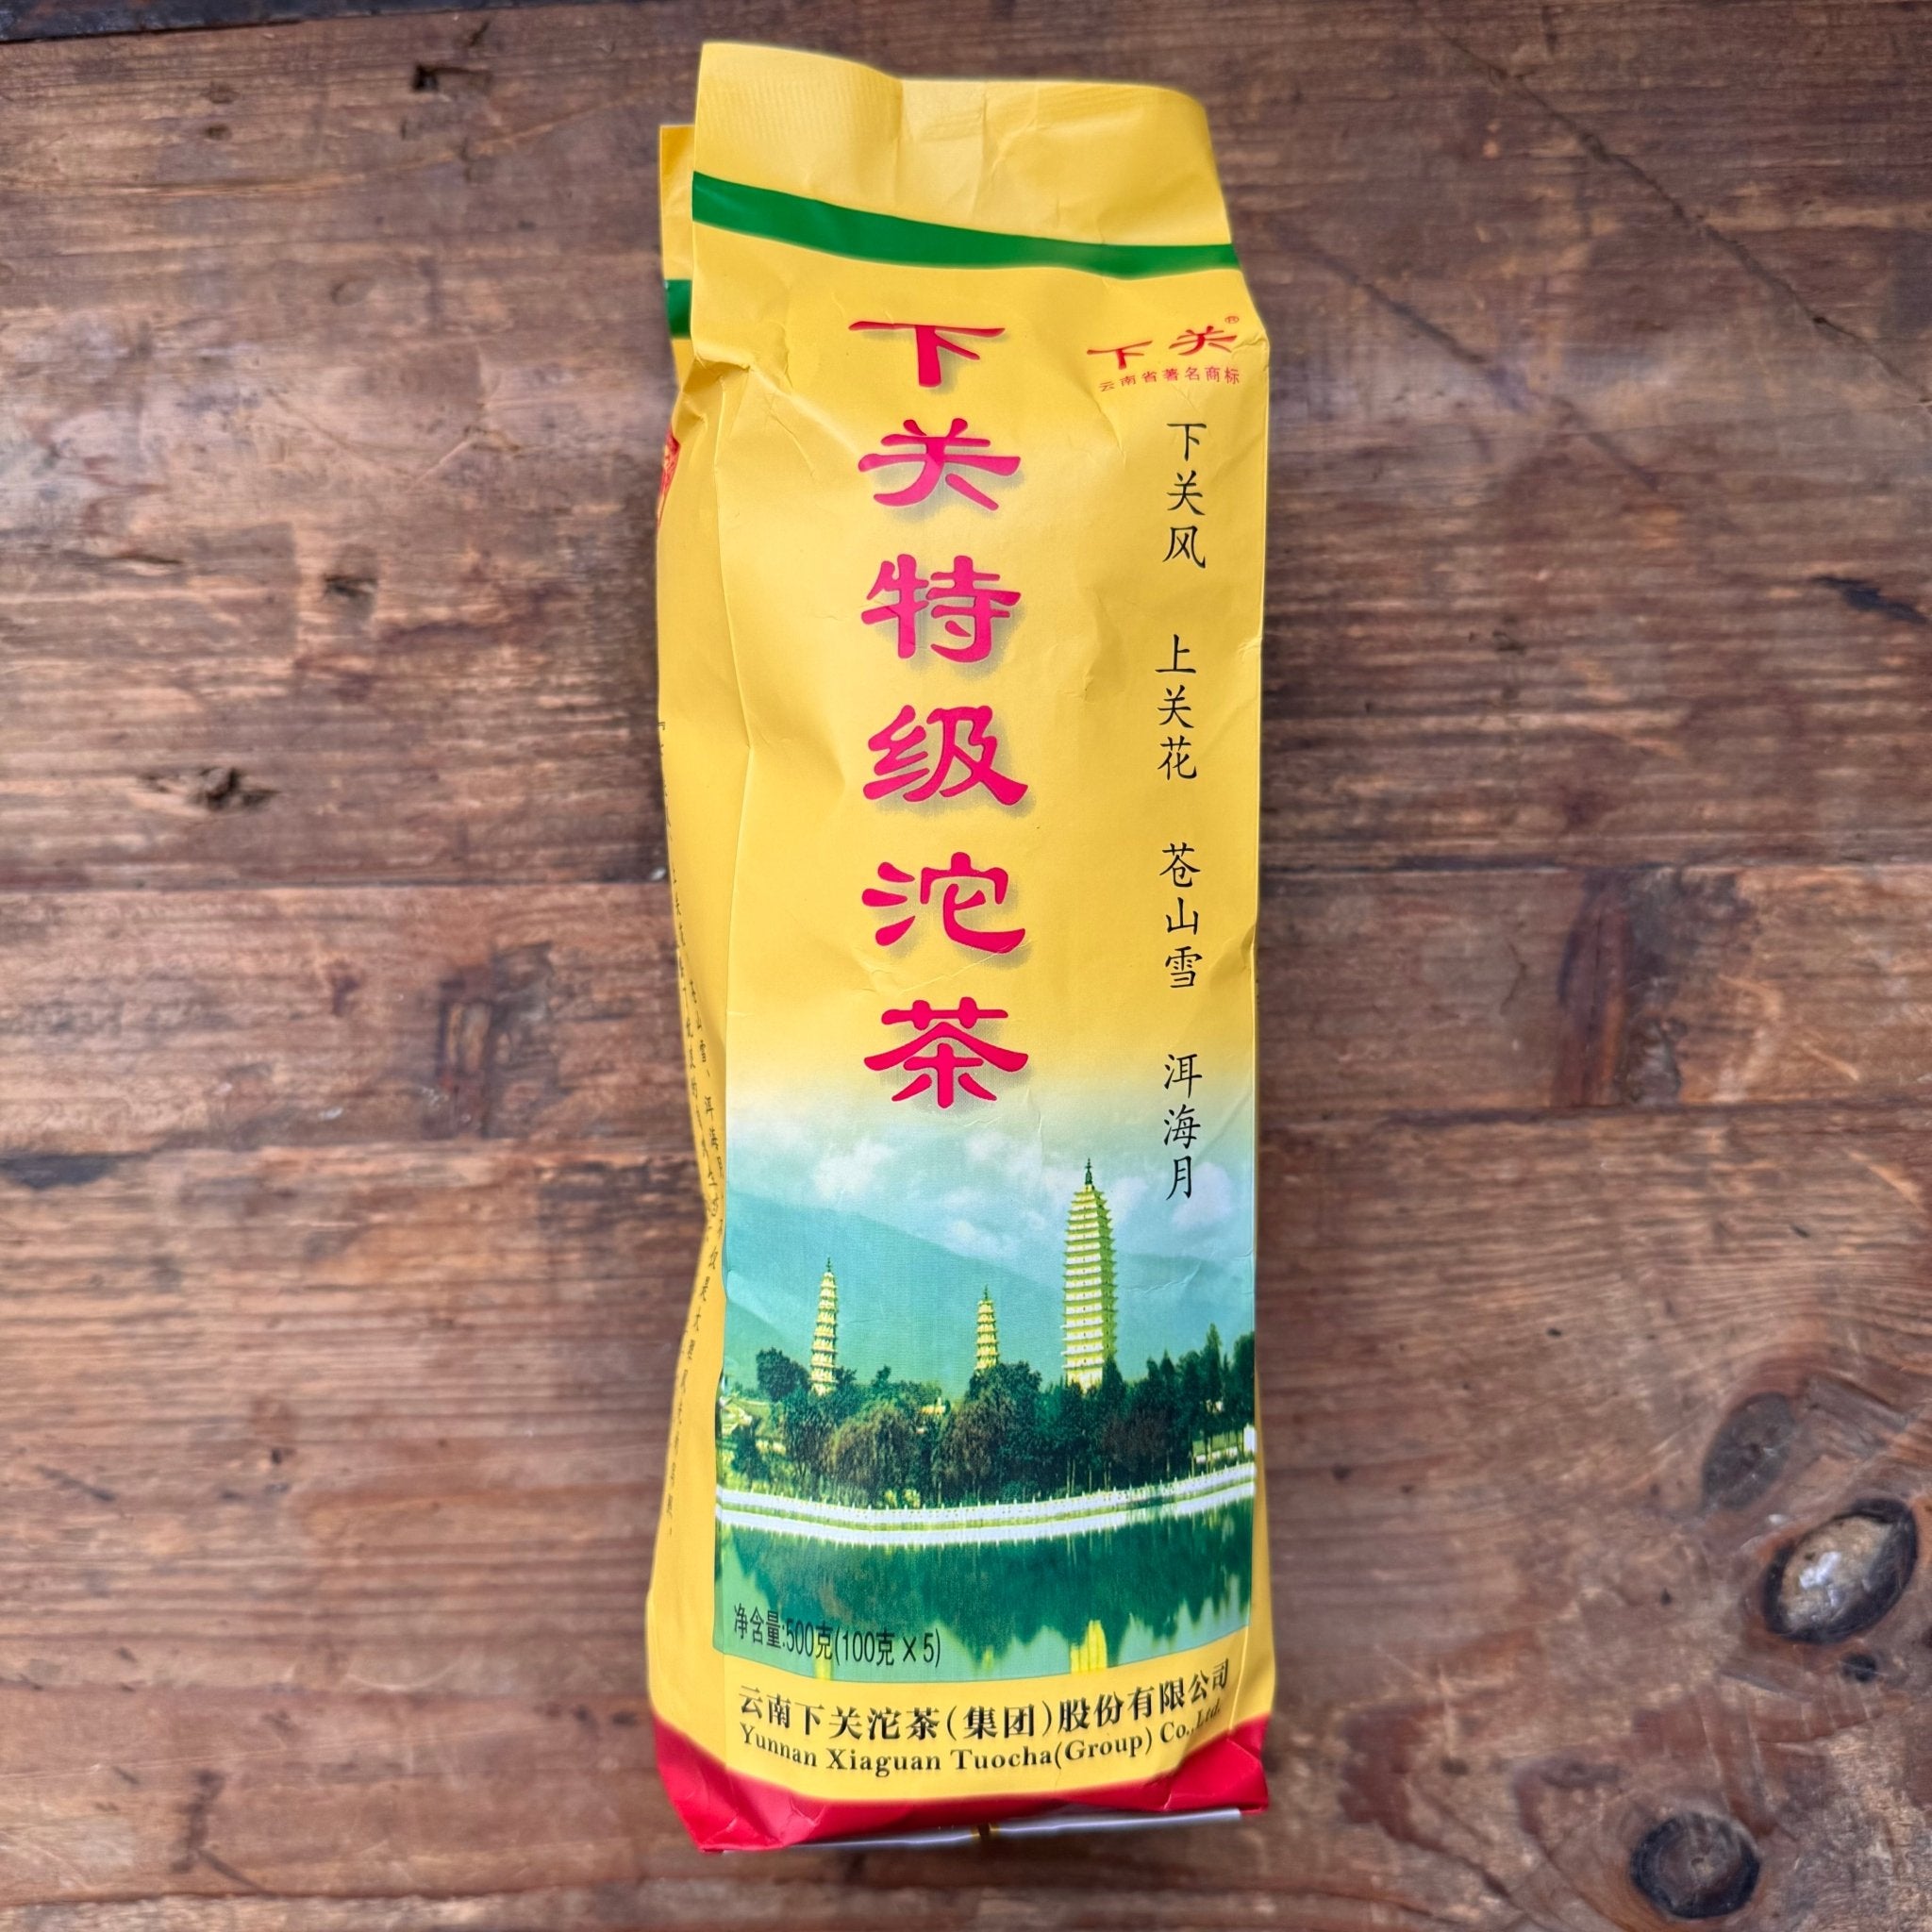 下关特级沱茶
下关®
云南省著名商标
下关风 上关花 苍山雪 洱海月
净含量:500克(100克×5)
云南下关沱茶(集团)股份有限公司
Yunnan Xiaguan Tuocha(Group) Co.,Ltd.